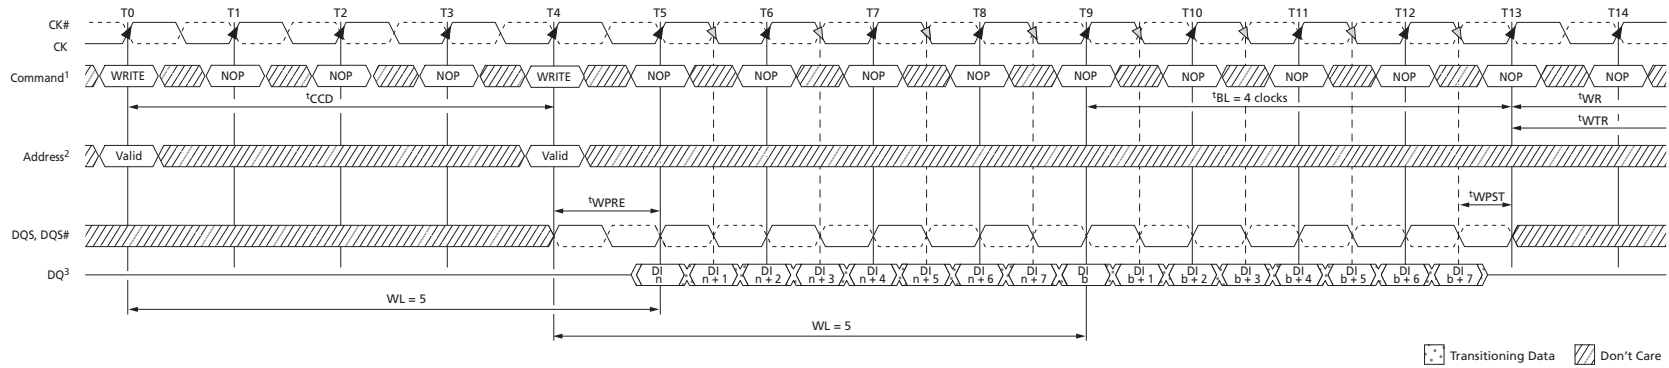 T0 T1 T2 T3 T4 T5 T6 T7 T8 T9 T10 T11 T12 T13 T14
CK#
CK
Command1 WRITE NOP NOP NOP WRITE NOP NOP NOP NOP NOP NOP NOP NOP NOP NOP
tCCD tBL = 4 clocks tWR
tWTR
Address2 Valid Valid
tWPRE tWPST
DQS, DQS#
DQ3 DI n DI n + 1 DI n + 2 DI n + 3 DI n + 4 DI n + 5 DI n + 6 DI n + 7 DI b DI b + 1 DI b + 2 DI b + 3 DI b + 4 DI b + 5 DI b + 6 DI b + 7
WL = 5
WL = 5
Transitioning Data Don't Care